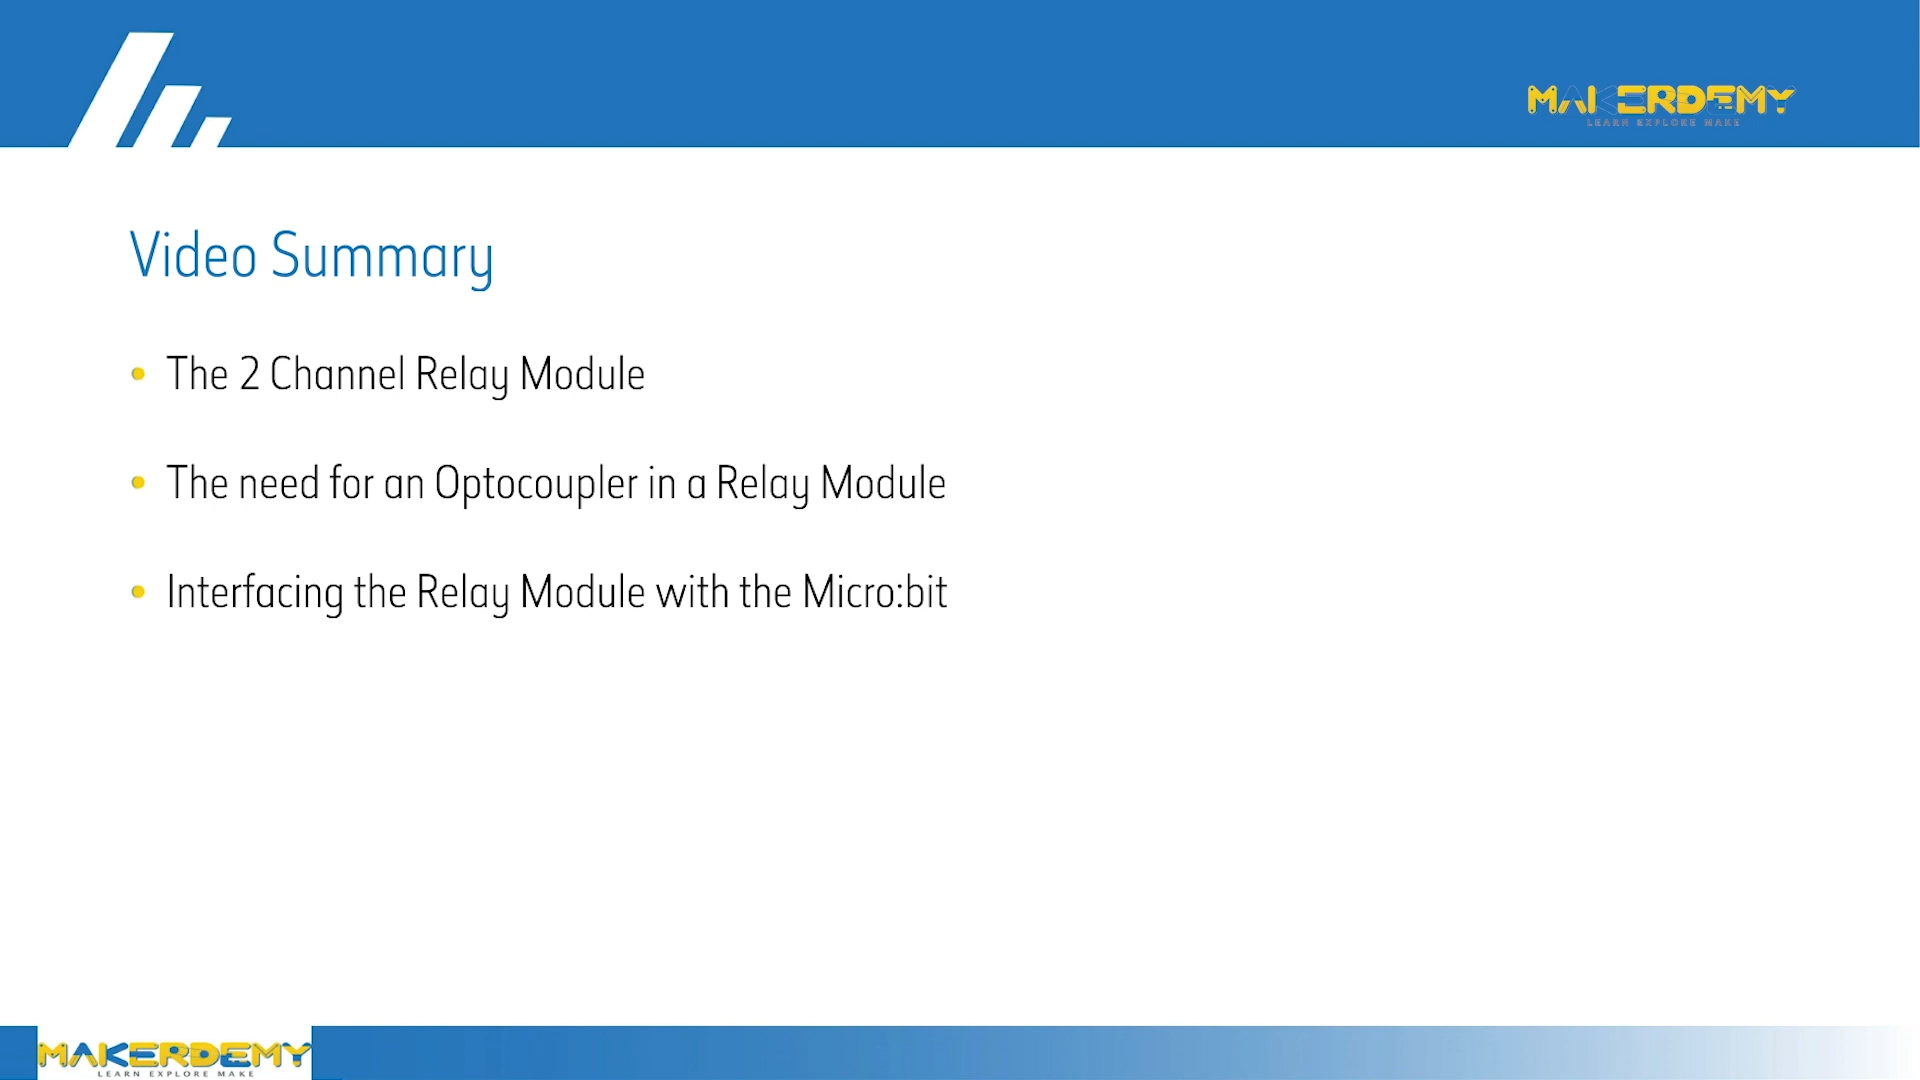 MAKERDEMY
LEARN EXPLORE MAKE
Video Summary
• The 2 Channel Relay Module
• The need for an Optocoupler in a Relay Module
• Interfacing the Relay Module with the Micro:bit
MAKERDEMY
LEARN EXPLORE MAKE